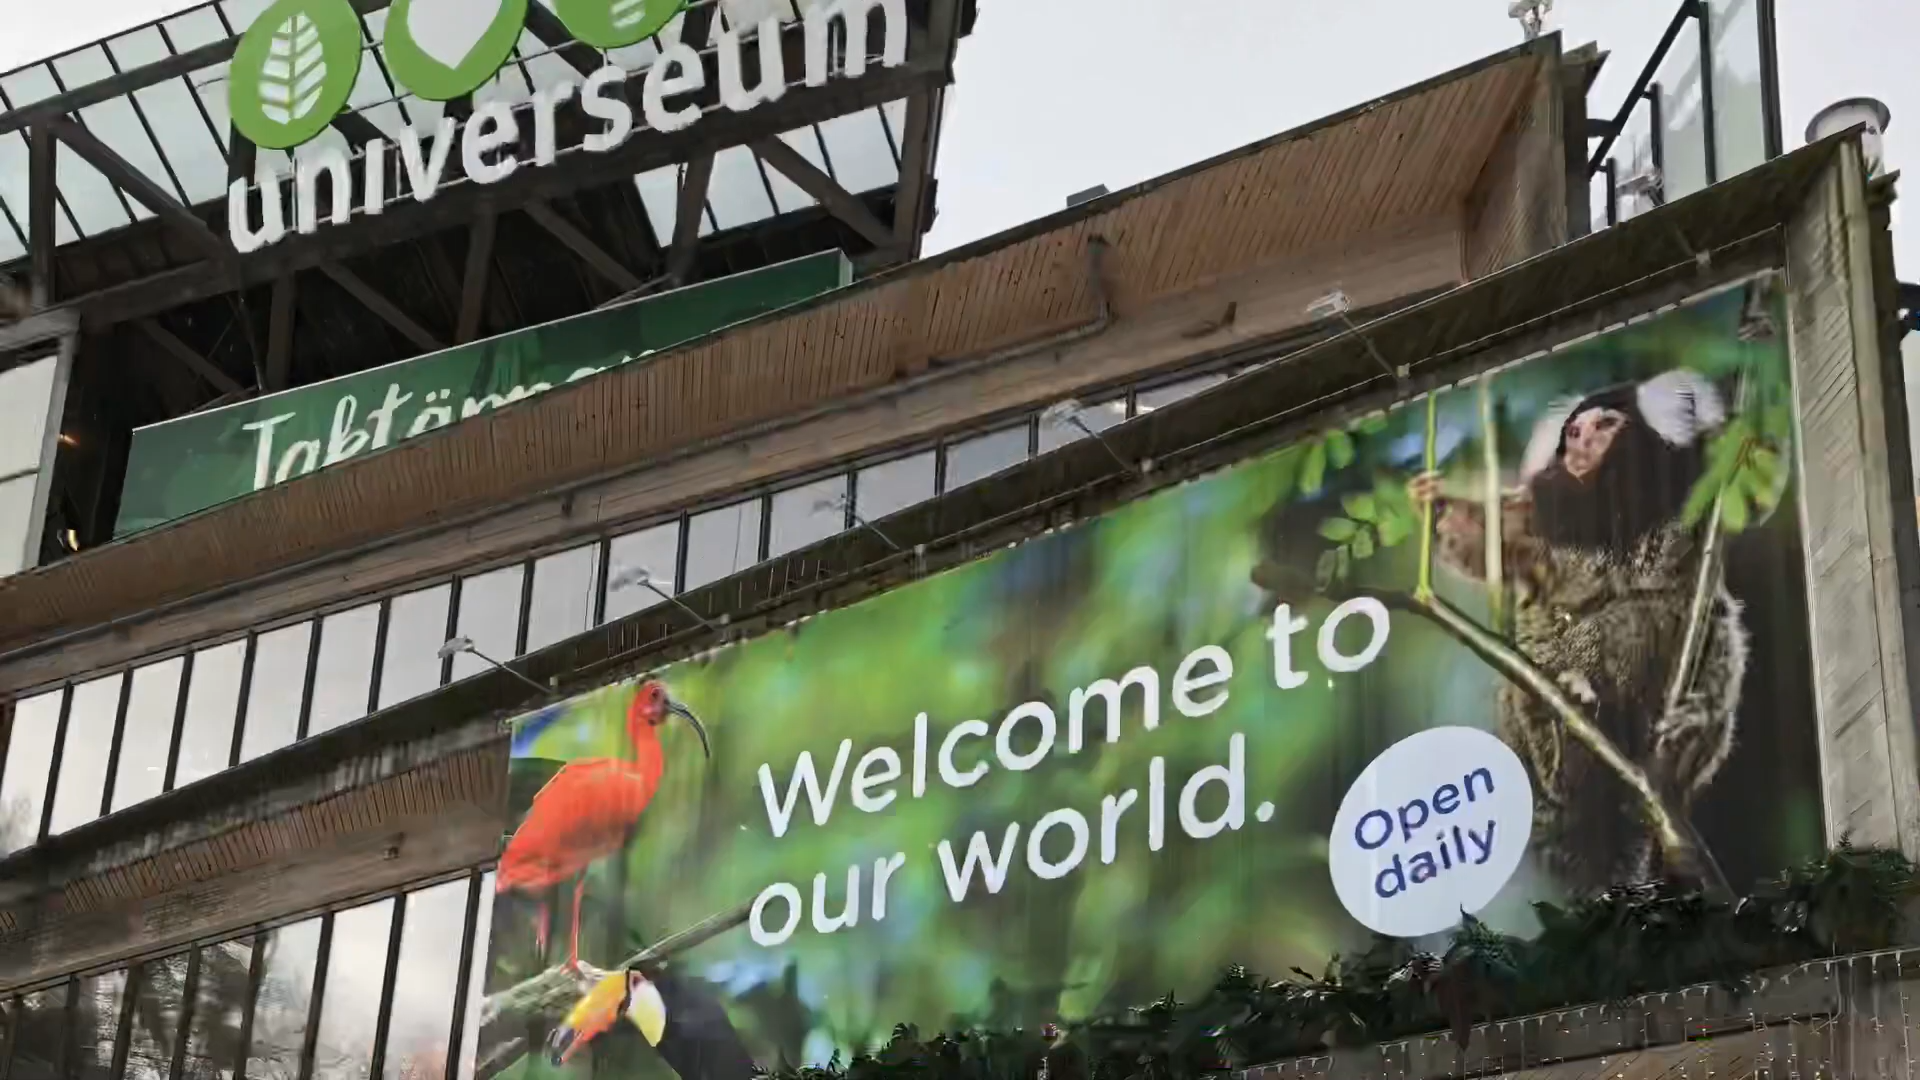 universeum
Welcome to
our world.
Open
daily